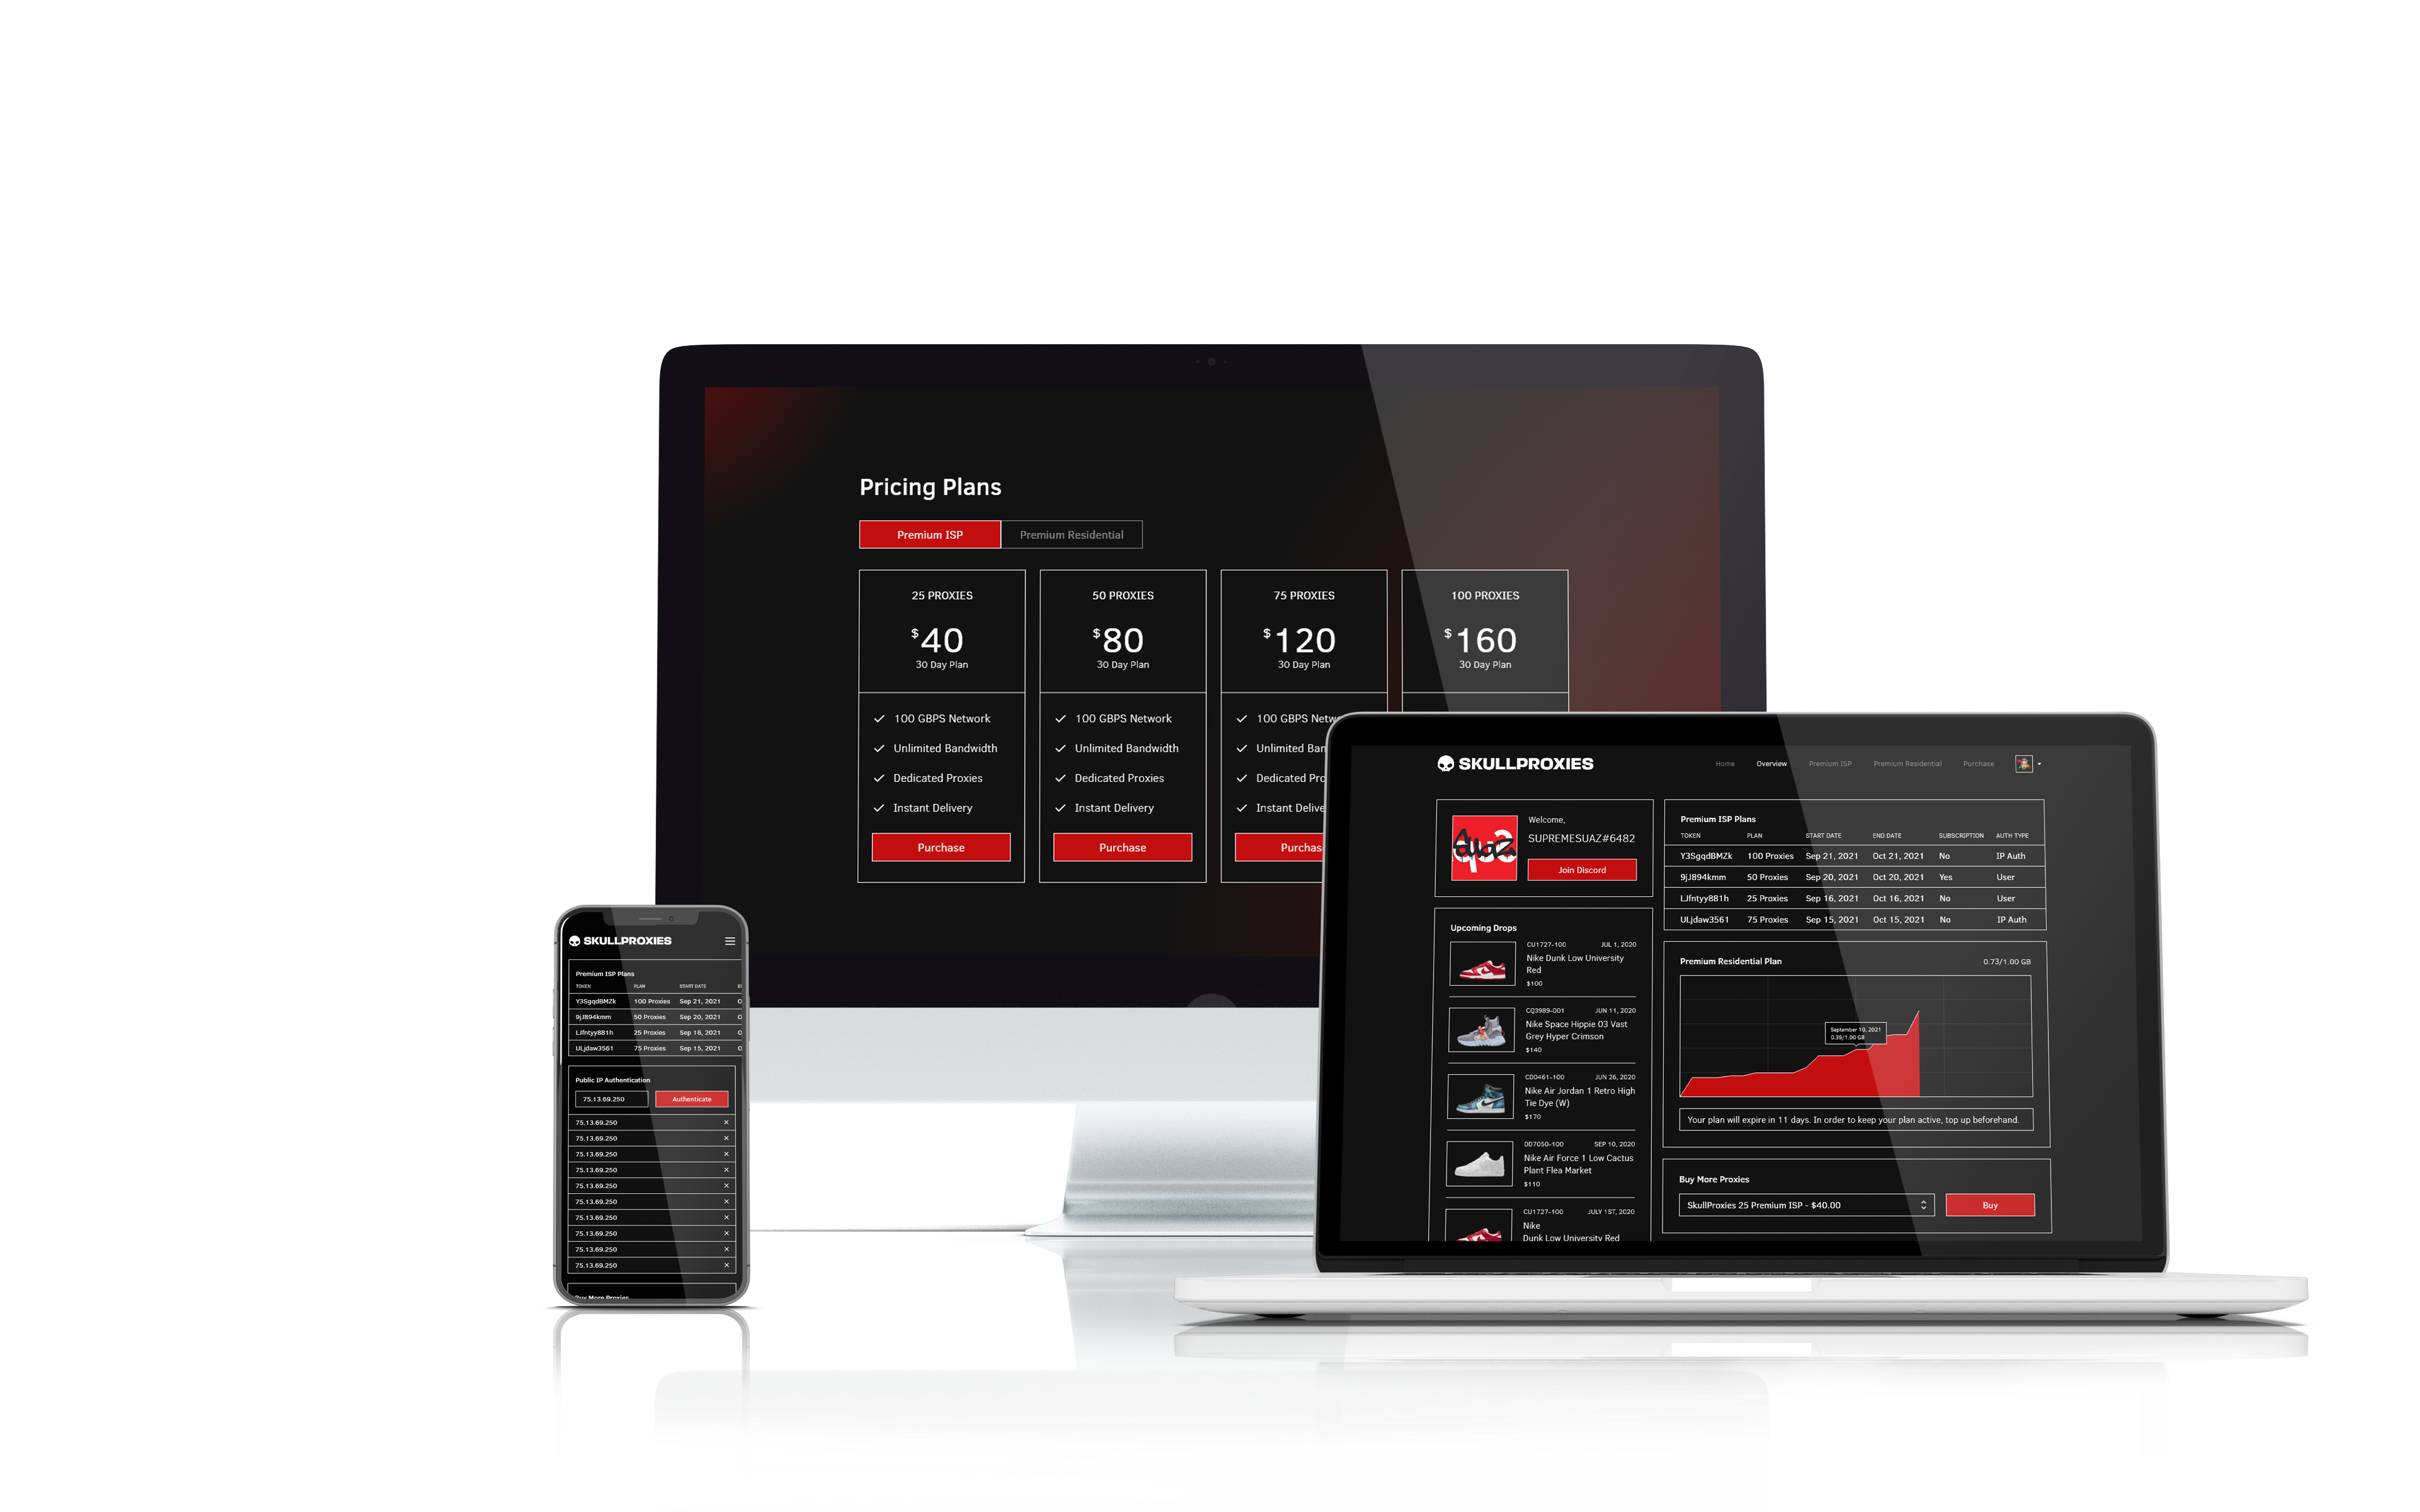 Pricing Plans
Premium ISP
Premium Residential
25 PROXIES
$40
30 Day Plan
100 GBPS Network
Unlimited Bandwidth
Dedicated Proxies
Instant Delivery
Purchase
50 PROXIES
$80
30 Day Plan
100 GBPS Network
Unlimited Bandwidth
Dedicated Proxies
Instant Delivery
Purchase
75 PROXIES
$120
30 Day Plan
100 GBPS
Unlimited
Dedicated
Instant
100 PROXIES
$160
30 Day Plan
SKULLPROXIES
Premium ISP Plans
TOKEN PLAN START DATE
Y3SgqdBMZk 100 Proxies Sep 21, 2021
9jJ894kmm 50 Proxies Sep 20, 2021
LJfntyy881h 25 Proxies Sep 16, 2021
ULjdaw3561 75 Proxies Sep 15, 2021
Public IP Authentication
75.13.69.250 Authenticate
75.13.69.250
75.13.69.250
75.13.69.250
75.13.69.250
75.13.69.250
75.13.69.250
75.13.69.250
75.13.69.250
75.13.69.250
75.13.69.250
Buy More Proxies
SKULLPROXIES
Home Overview Premium ISP Premium Residential Purchase
Welcome,
SUPREMESUAZ#6482
Join Discord
Upcoming Drops
CU1727-100 JUL 1, 2020
Nike Dunk Low University
Red
$100
CQ3989-001 JUN 11, 2020
Nike Space Hippie 03 Vast
Grey Hyper Crimson
$140
CD0461-100 JUN 26, 2020
Nike Air Jordan 1 Retro High
Tie Dye (W)
$170
DD7050-100 SEP 10, 2020
Nike Air Force 1 Low Cactus
Plant Flea Market
$110
CU1727-100 JULY 1ST, 2020
Nike
Dunk Low University Red
Premium ISP Plans
TOKEN PLAN START DATE END DATE SUBSCRIPTION AUTH TYPE
Y3SgqdBMZk 100 Proxies Sep 21, 2021 Oct 21, 2021 No IP Auth
9jJ894kmm 50 Proxies Sep 20, 2021 Oct 20, 2021 Yes User
LJfntyy881h 25 Proxies Sep 16, 2021 Oct 16, 2021 No User
ULjdaw3561 75 Proxies Sep 15, 2021 Oct 15, 2021 No IP Auth
Premium Residential Plan 0.73/1.00 GB
September 10, 2021
0.39/1.00 GB
Your plan will expire in 11 days. In order to keep your plan active, top up beforehand.
Buy More Proxies
SkullProxies 25 Premium ISP - $40.00
Buy